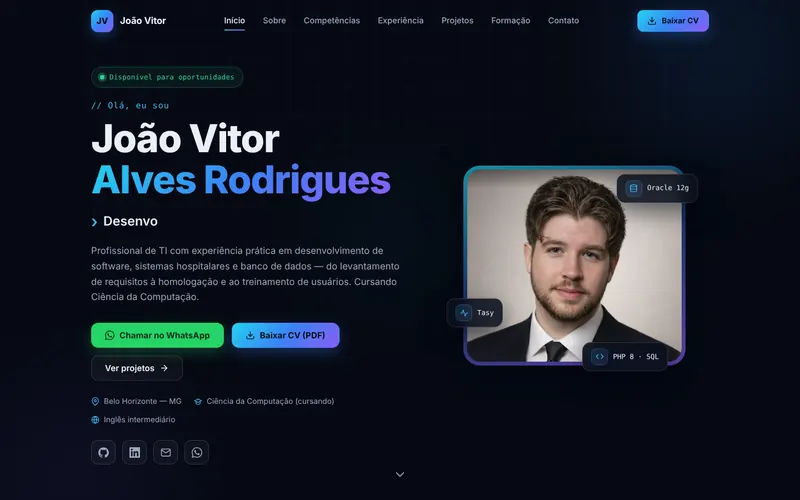 JV João Vitor Início Sobre Competências Experiência Projetos Formação Contato Baixar CV
Disponível para oportunidades
// Olá, eu sou
João Vitor
Alves Rodrigues
Desenvo
Profissional de TI com experiência prática em desenvolvimento de
software, sistemas hospitalares e banco de dados — do levantamento
de requisitos à homologação e ao treinamento de usuários. Cursando
Ciência da Computação.
Chamar no WhatsApp Baixar CV (PDF)
Ver projetos
Belo Horizonte — MG Ciência da Computação (cursando)
Inglês intermediário
Oracle 12g
Tasy
PHP 8 · SQL